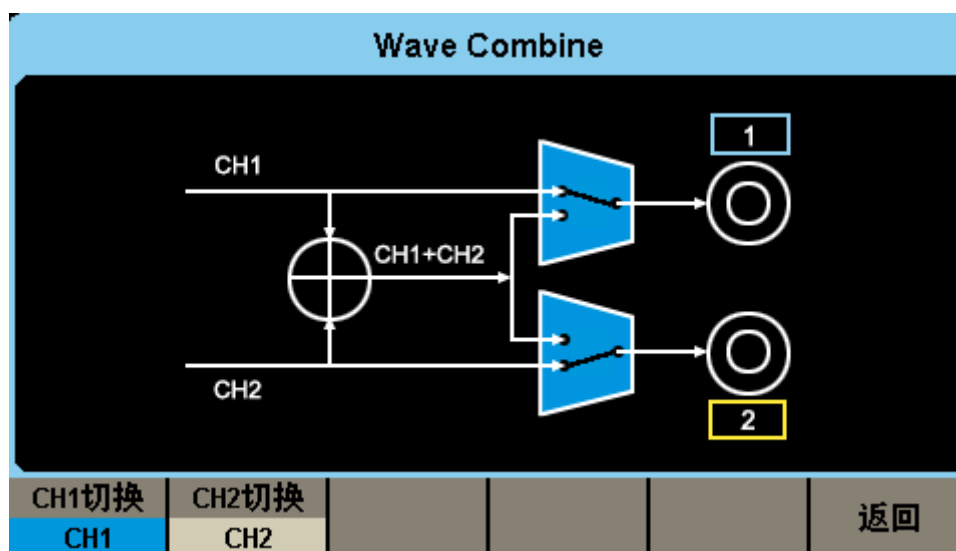 Wave Combine
1
CH1
CH1+CH2
CH2
2
CH1切换 CH2切换
CH1 CH2
返回